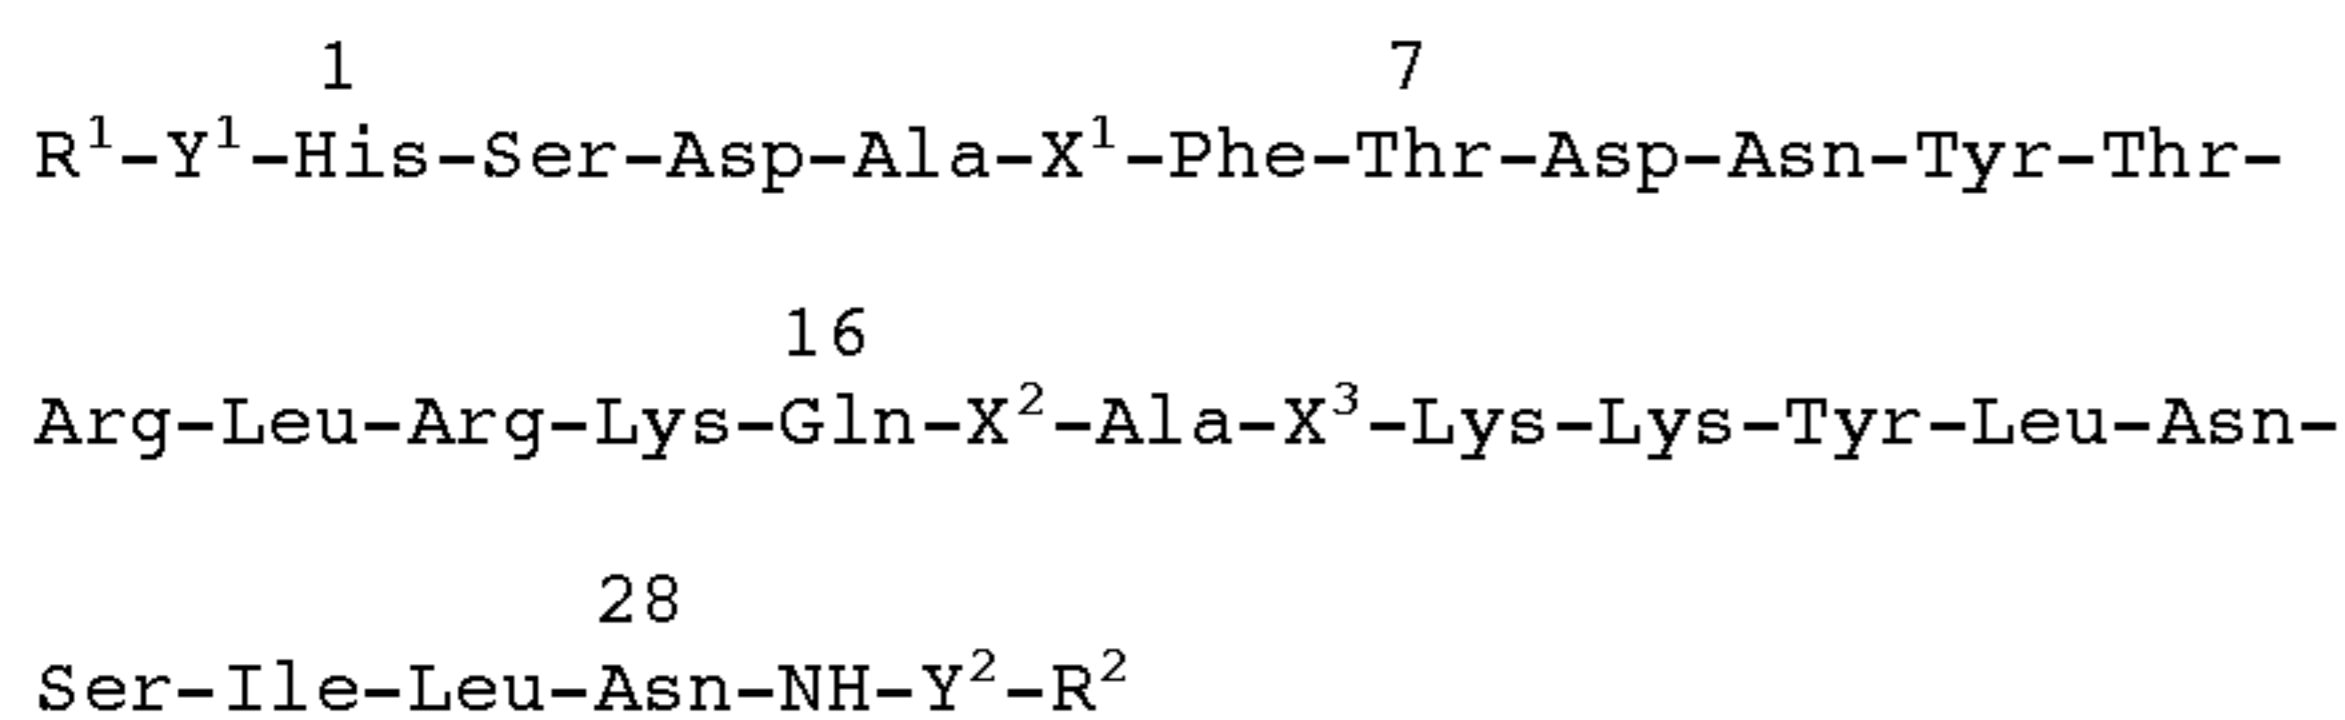 1 7
R¹-Y¹-His-Ser-Asp-Ala-X¹-Phe-Thr-Asp-Asn-Tyr-Thr-
16
Arg-Leu-Arg-Lys-Gln-X²-Ala-X³-Lys-Lys-Tyr-Leu-Asn-
28
Ser-Ile-Leu-Asn-NH-Y²-R²